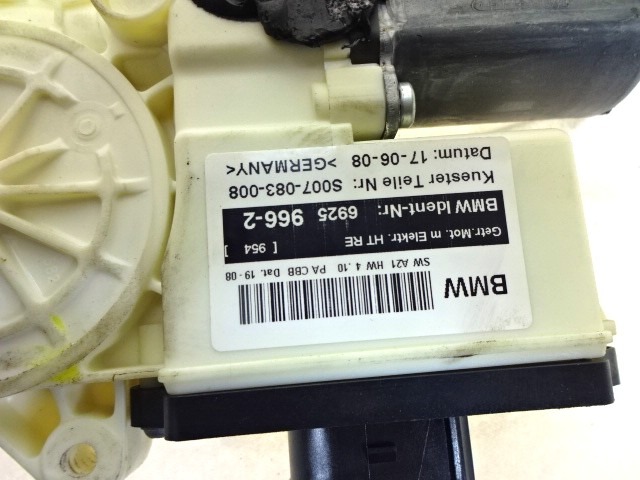 BMW
SW A21 HW 4.10 PA CBB Dat. 19-08
Getr.Mot. m Elektr. HT RE [ 954 ]
BMW Ident-Nr: 6925 966-2
Kuester Teile Nr: S007-083-008
Datum: 17-06-08 >GERMANY<